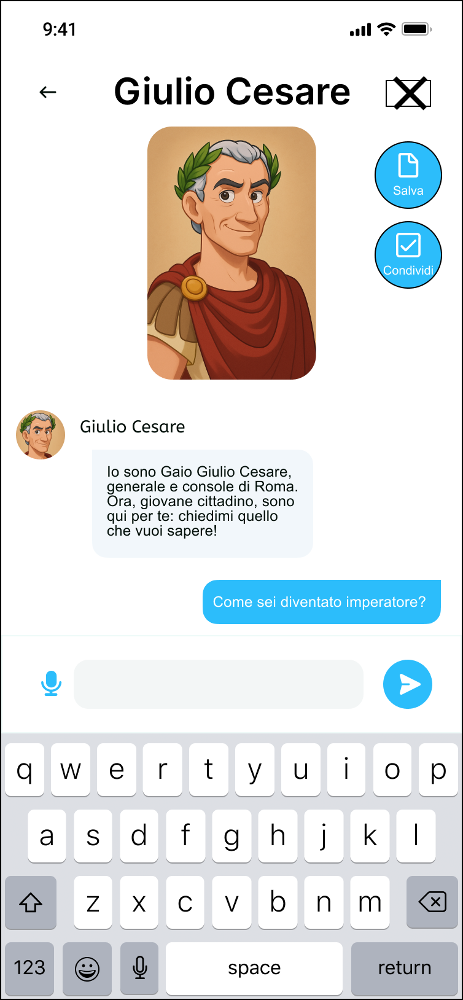 9:41
Giulio Cesare
Salva
Condividi
Giulio Cesare
Io sono Gaio Giulio Cesare,
generale e console di Roma.
Ora, giovane cittadino, sono
qui per te: chiedimi quello
che vuoi sapere!
Come sei diventato imperatore?
q w e r t y u i o p
a s d f g h j k l
z x c v b n m
123 space return